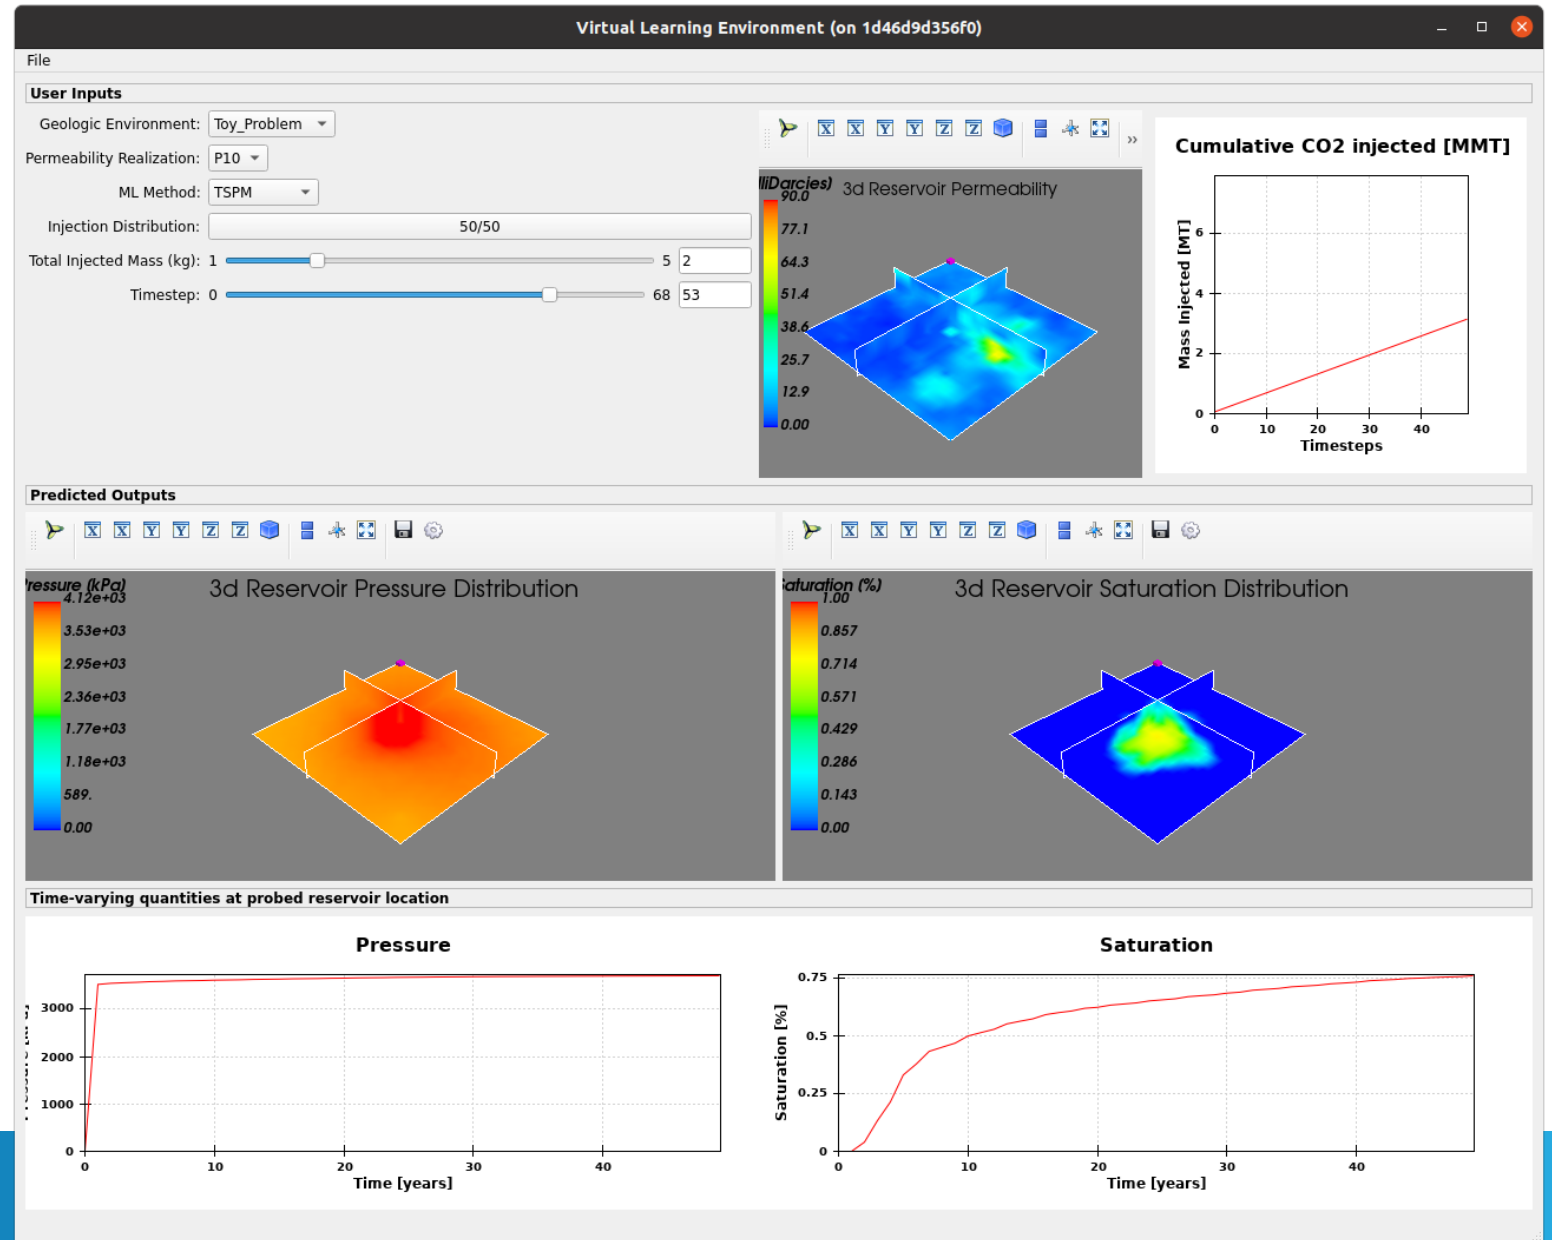 Virtual Learning Environment (on 1d46d9d356f0)
File
User Inputs
Geologic Environment: Toy_Problem
Permeability Realization: P10
ML Method: TSPM
Injection Distribution: 50/50
Total Injected Mass (kg): 1 5 2
Timestep: 0 68 53
X X Y Y Z Z »
lliDarcies) 3d Reservoir Permeability
90.0
77.1
64.3
51.4
38.6
25.7
12.9
0.00
Cumulative CO2 injected [MMT]
Mass Injected [MT]
6
4
2
0
0 10 20 30 40
Timesteps
Predicted Outputs
X X Y Y Z Z
ressure (kPa) 3d Reservoir Pressure Distribution
4.12e+03
3.53e+03
2.95e+03
2.36e+03
1.77e+03
1.18e+03
589.
0.00
X X Y Y Z Z
aturation (%) 3d Reservoir Saturation Distribution
1.00
0.857
0.714
0.571
0.429
0.286
0.143
0.00
Time-varying quantities at probed reservoir location
Pressure
3000
2000
1000
0
0 10 20 30 40
Time [years]
Saturation
Saturation [%]
0.75
0.5
0.25
0
0 10 20 30 40
Time [years]